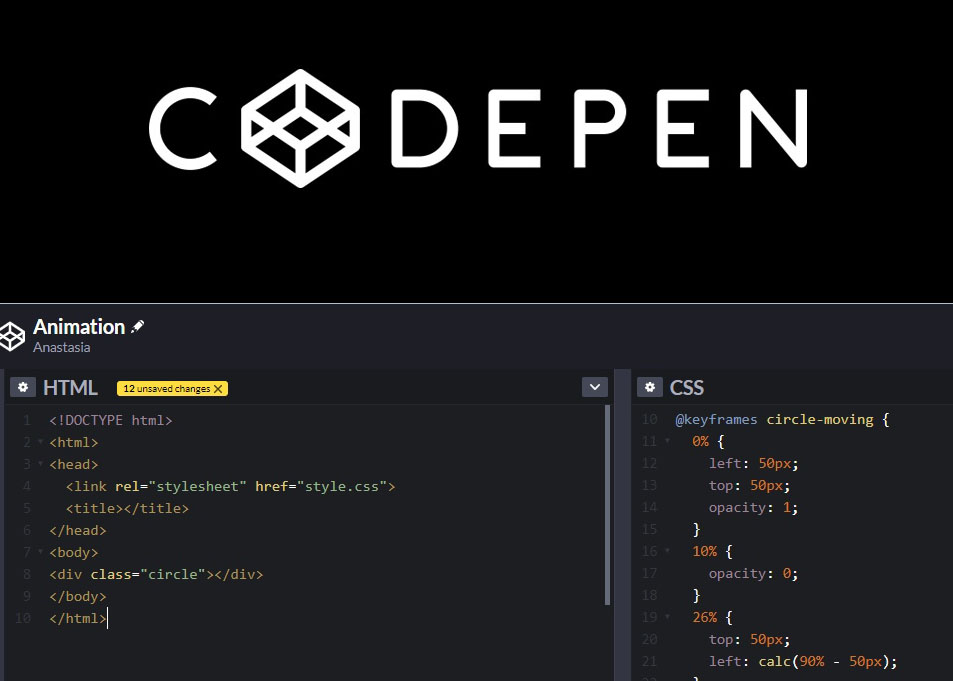 CODEPEN
Animation
Anastasia
HTML 12 unsaved changes X
1 <!DOCTYPE html>
2 <html>
3 <head>
4 <link rel="stylesheet" href="style.css">
5 <title></title>
6 </head>
7 <body>
8 <div class="circle"></div>
9 </body>
10 </html>
CSS
10 @keyframes circle-moving {
11 0% {
12 left: 50px;
13 top: 50px;
14 opacity: 1;
15 }
16 10% {
17 opacity: 0;
18 }
19 26% {
20 top: 50px;
21 left: calc(90% - 50px);